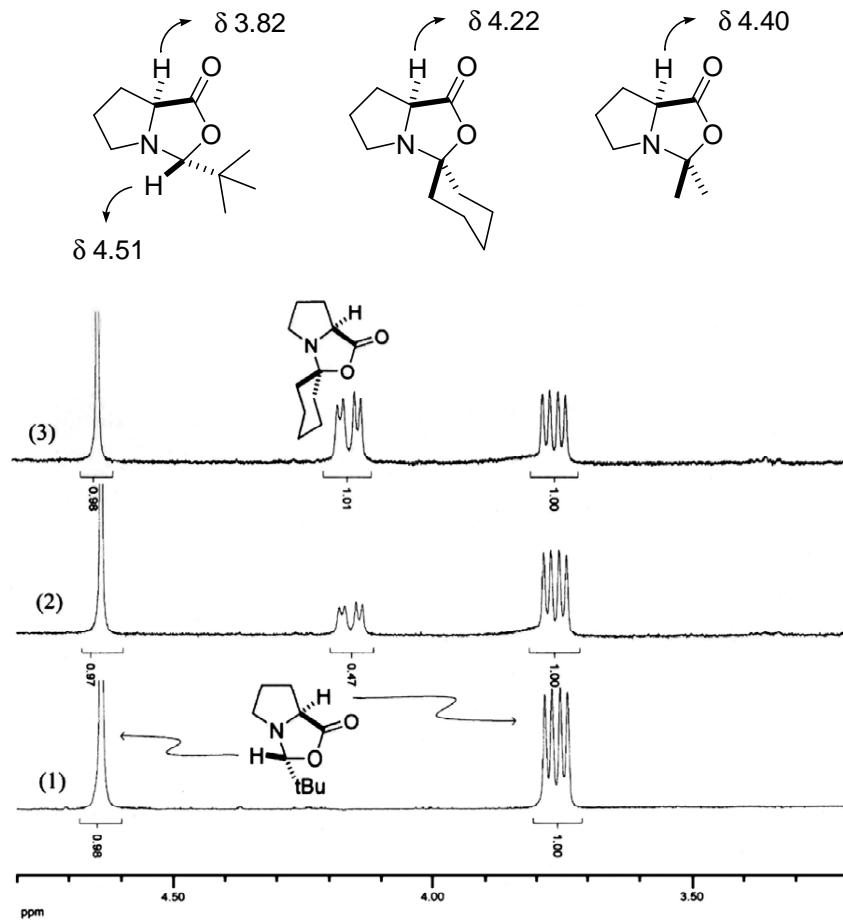 δ 3.82
δ 4.22
δ 4.40
H O
H O
H O
N O
N O
N O
H
δ 4.51
H
N O
O
(3)
0.98
1.01
1.00
(2)
0.97
0.47
1.00
H
N O
H O
tBu
(1)
0.98
1.00
4.50 4.00 3.50
ppm